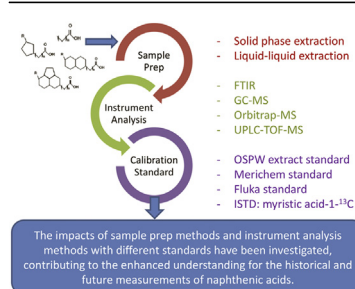 Sample
Prep
- Solid phase extraction
- Liquid-liquid extraction
Instrument
Analysis
- FTIR
- GC-MS
- Orbitrap-MS
- UPLC-TOF-MS
Calibration
Standard
- OSPW extract standard
- Merichem standard
- Fluka standard
- ISTD: myristic acid-1-¹³C
The impacts of sample prep methods and instrument analysis
methods with different standards have been investigated,
contributing to the enhanced understanding for the historical and
future measurements of naphthenic acids.